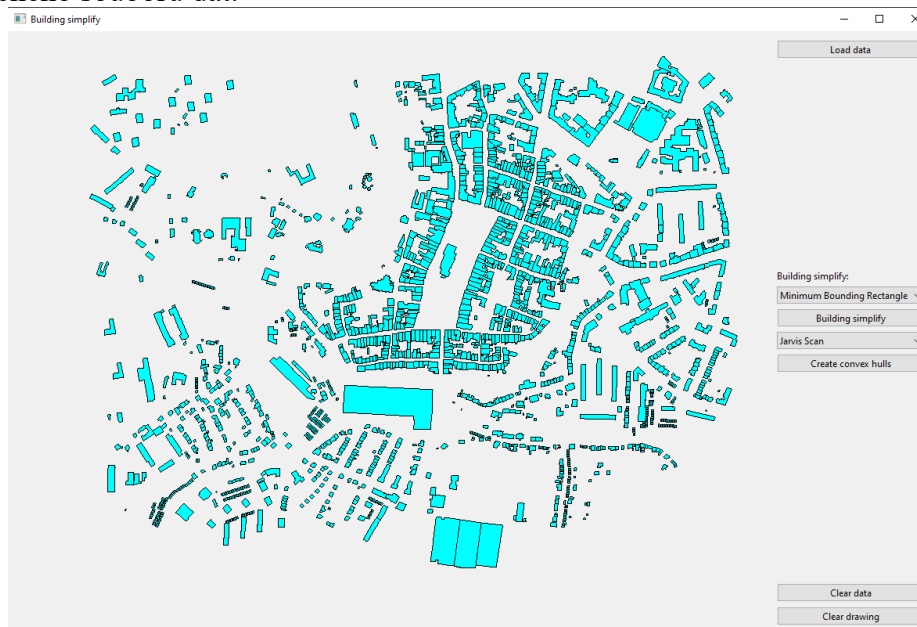 Building simplify
Load data
Building simplify:
Minimum Bounding Rectangle
Building simplify
Jarvis Scan
Create convex hulls
Clear data
Clear drawing